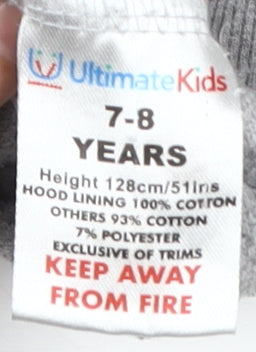 UltimateKids
7-8
YEARS
Height 128cm/51Ins
HOOD LINING 100% COTTON
OTHERS 93% COTTON
7% POLYESTER
EXCLUSIVE OF TRIMS
KEEP AWAY
FROM FIRE